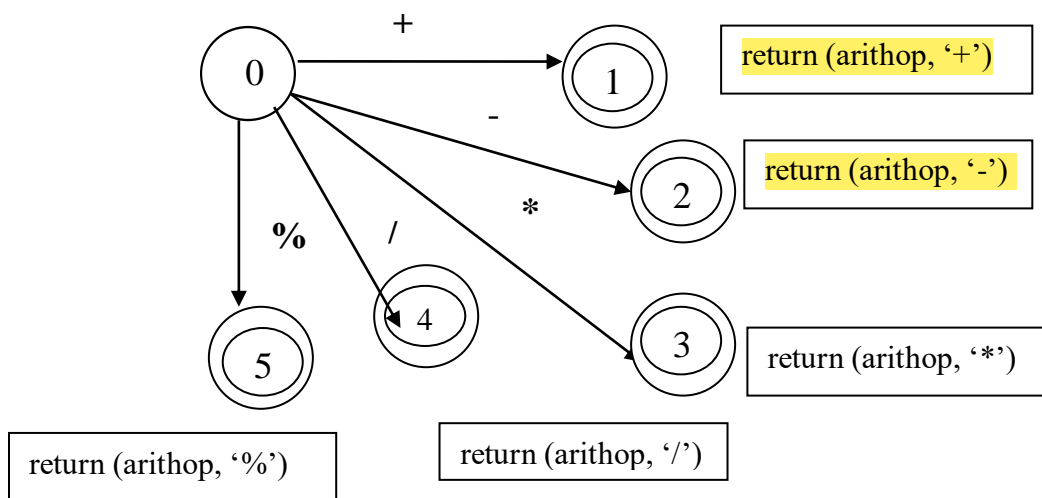 +
0
1
return (arithop, ‘+’)
-
2
return (arithop, ‘-’)
*
%
/
4
3
5
return (arithop, ‘*’)
return (arithop, ‘/’)
return (arithop, ‘%’)